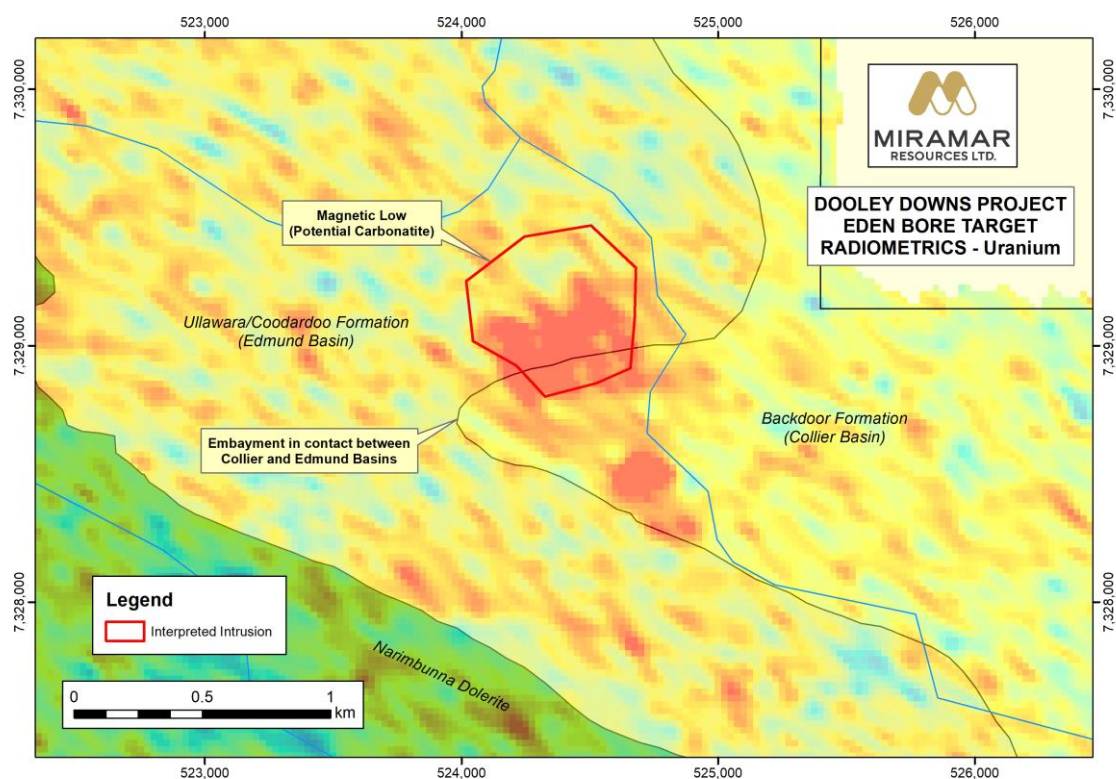 523,000
524,000
525,000
526,000
7,330,000
7,330,000
MIRAMAR
RESOURCES LTD.
DOOLEY DOWNS PROJECT
EDEN BORE TARGET
RADIOMETRICS - Uranium
Magnetic Low
(Potential Carbonatite)
Ullawara/Coodardoo Formation
(Edmund Basin)
7,329,000
7,329,000
Backdoor Formation
(Collier Basin)
Embayment in contact between
Collier and Edmund Basins
7,328,000
7,328,000
Legend
Interpreted Intrusion
Narimbunna Dolerite
0 0.5 1
km
523,000
524,000
525,000
526,000